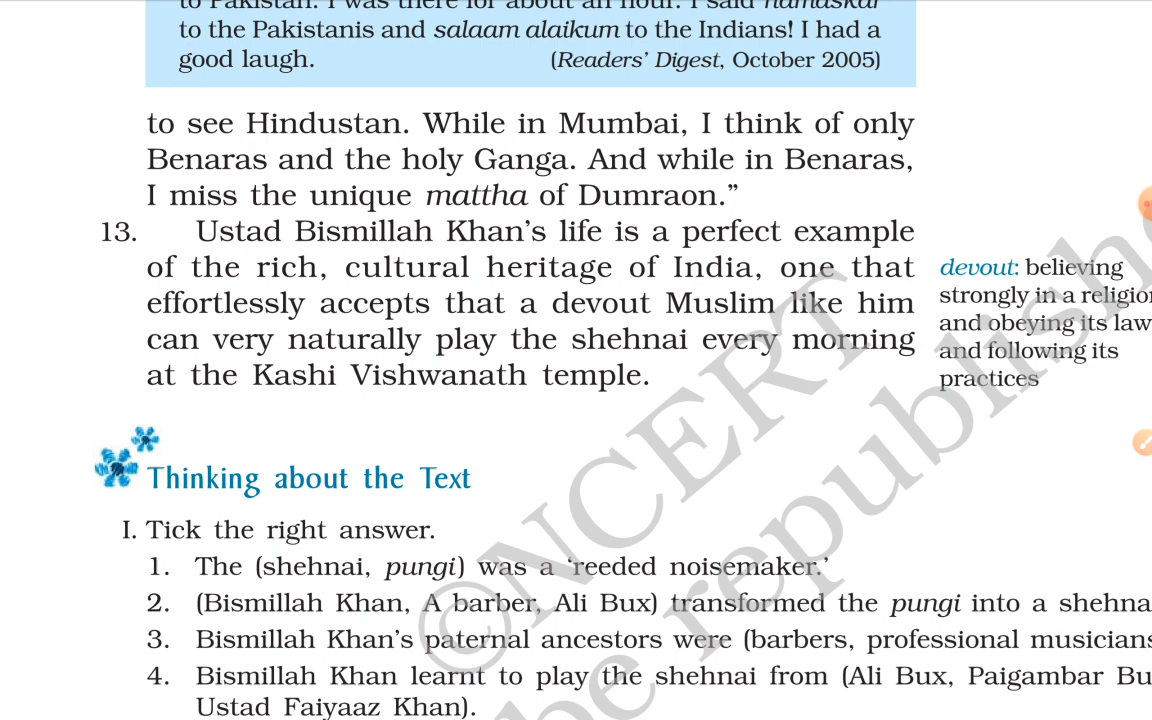 to Pakistan. I was there for about an hour. I said namaskar
to the Pakistanis and salaam alaikum to the Indians! I had a
good laugh. (Readers’ Digest, October 2005)
to see Hindustan. While in Mumbai, I think of only
Benaras and the holy Ganga. And while in Benaras,
I miss the unique mattha of Dumraon.”
13. Ustad Bismillah Khan’s life is a perfect example
of the rich, cultural heritage of India, one that
effortlessly accepts that a devout Muslim like him
can very naturally play the shehnai every morning
at the Kashi Vishwanath temple.
devout: believing
strongly in a religion
and obeying its law
and following its
practices
Thinking about the Text
I. Tick the right answer.
1. The (shehnai, pungi) was a ‘reeded noisemaker.’
2. (Bismillah Khan, A barber, Ali Bux) transformed the pungi into a shehna
3. Bismillah Khan’s paternal ancestors were (barbers, professional musicians
4. Bismillah Khan learnt to play the shehnai from (Ali Bux, Paigambar Bu
Ustad Faiyaaz Khan).
©NCERT
be republishe